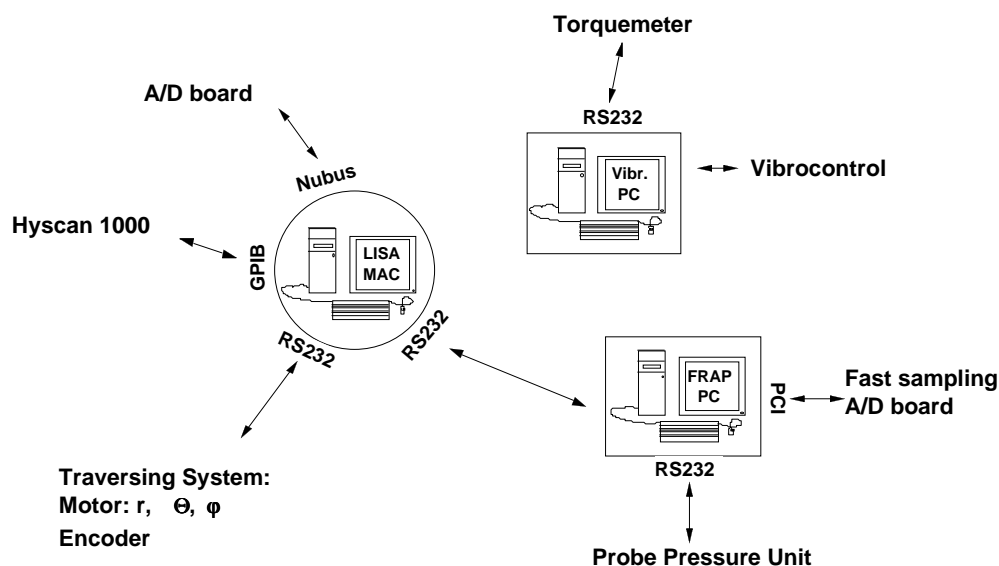 Torquemeter
A/D board
RS232
Vibr.
PC
Vibrocontrol
Nubus
Hyscan 1000
GPIB
LISA
MAC
RS232
RS232
FRAP
PC
PCI
Fast sampling
A/D board
RS232
Traversing System:
Motor: r, Θ, φ
Encoder
Probe Pressure Unit